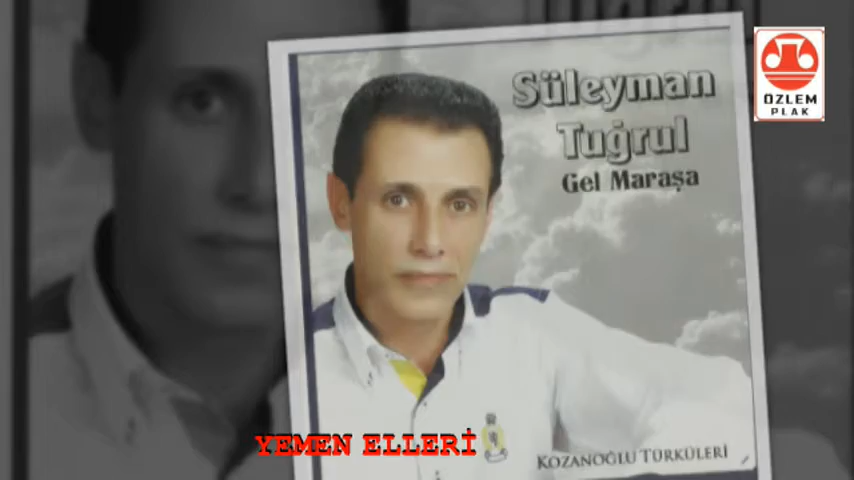 Süleyman
Tuğrul
Gel Maraşa
ÖZLEM
PLAK
YEMEN ELLERİ
KOZANOĞLU TÜRKÜLERİ